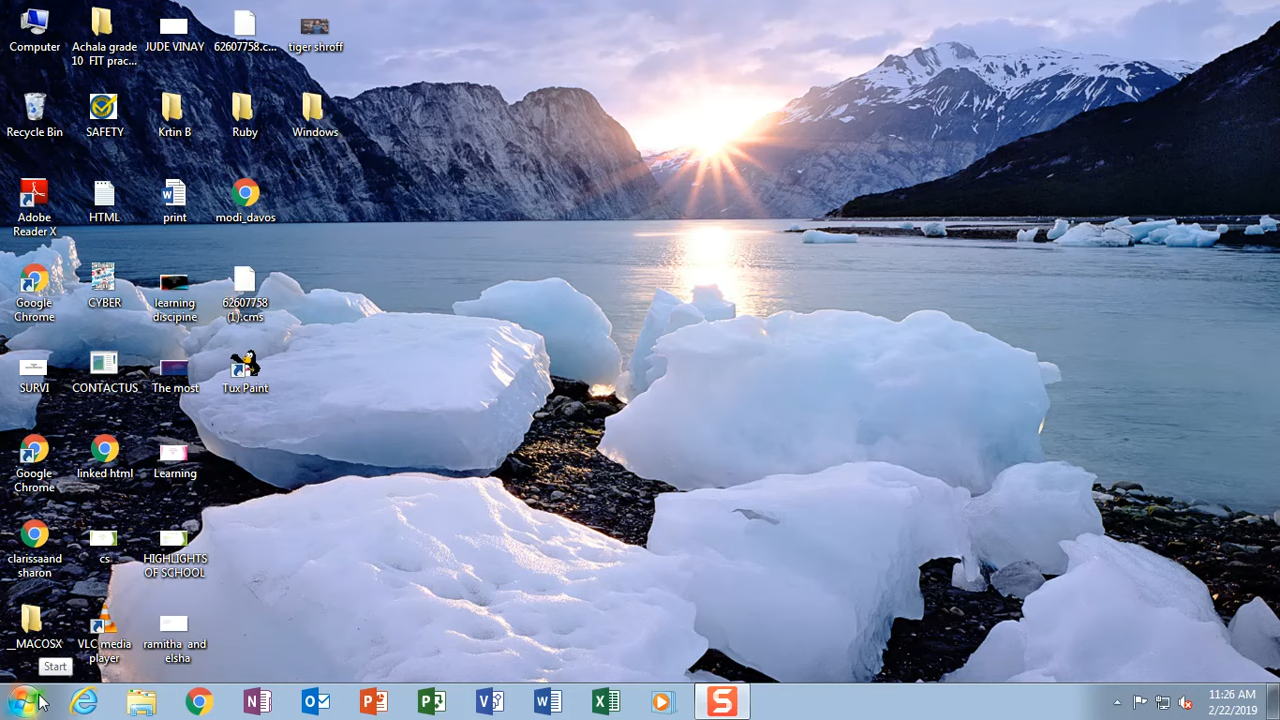 Computer
Achala grade
10 FIT prac...
JUDE VINAY
62607758.c...
tiger shroff
Recycle Bin
SAFETY
Krtin B
Ruby
Windows
Adobe
Reader X
HTML
print
modi_davos
Google
Chrome
CYBER
learning
discipine
62607758
(1).cms
SURVI
CONTACTUS
The most
Tux Paint
Google
Chrome
linked html
Learning
clarissaand
sharon
cs
HIGHLIGHTS
OF SCHOOL
__MACOSX
VLC media
player
ramitha and
elsha
Start
N
O
P
P
V
W
X
S
11:26 AM
2/22/2019